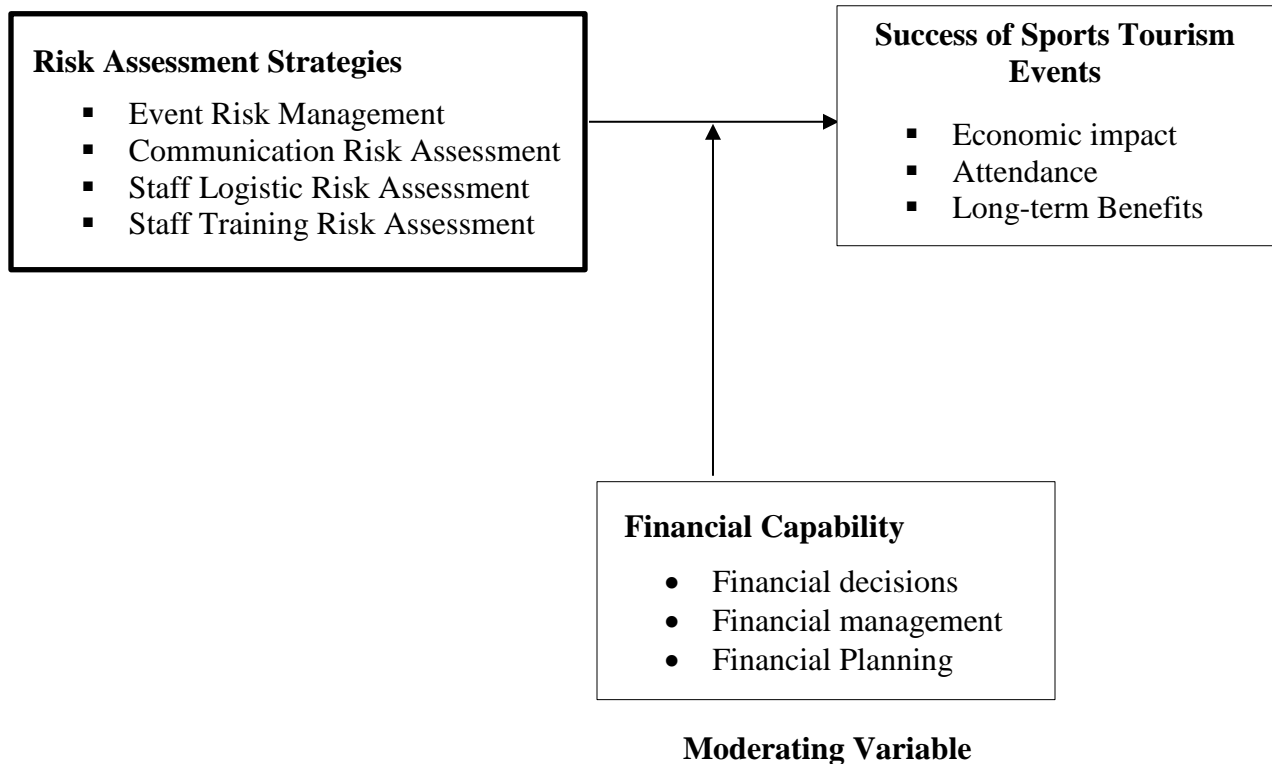 Risk Assessment Strategies
▪ Event Risk Management
▪ Communication Risk Assessment
▪ Staff Logistic Risk Assessment
▪ Staff Training Risk Assessment
Success of Sports Tourism
Events
▪ Economic impact
▪ Attendance
▪ Long-term Benefits
Financial Capability
• Financial decisions
• Financial management
• Financial Planning
Moderating Variable